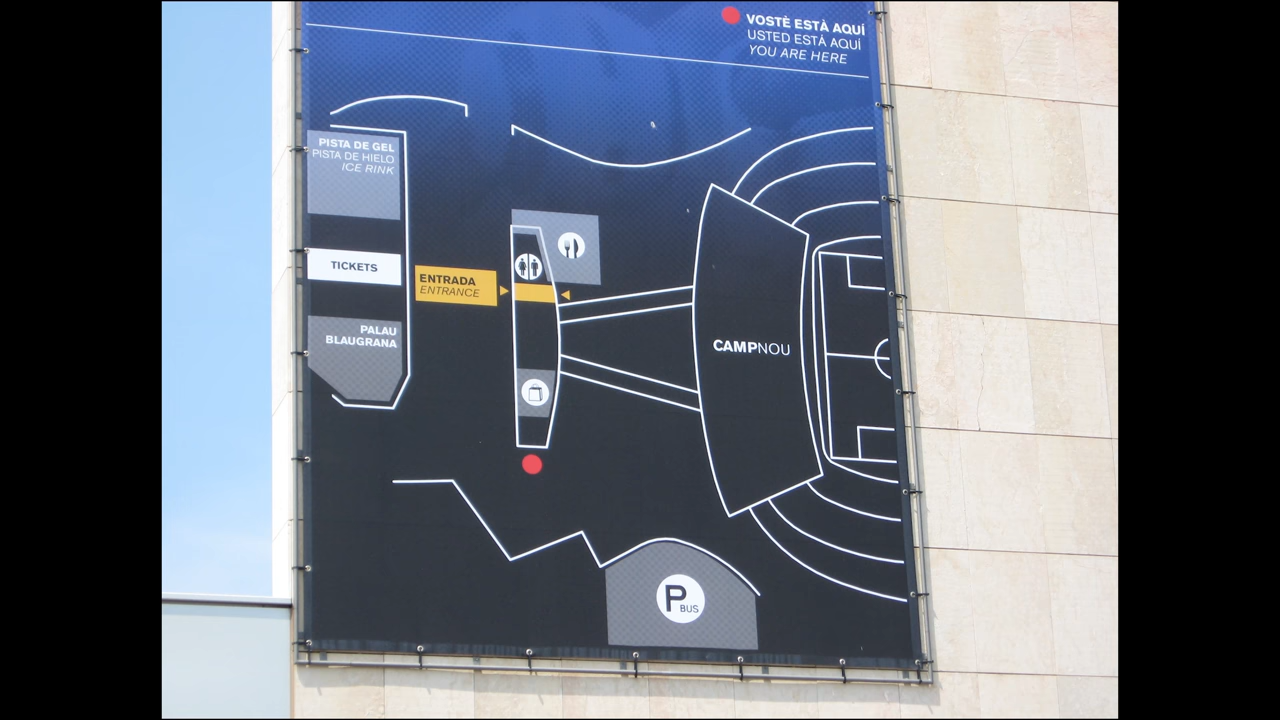 VOSTÈ ESTÀ AQUÍ
USTED ESTÁ AQUÍ
YOU ARE HERE
PISTA DE GEL
PISTA DE HIELO
ICE RINK
TICKETS
ENTRADA
ENTRANCE
PALAU
BLAUGRANA
CAMPNOU
P BUS